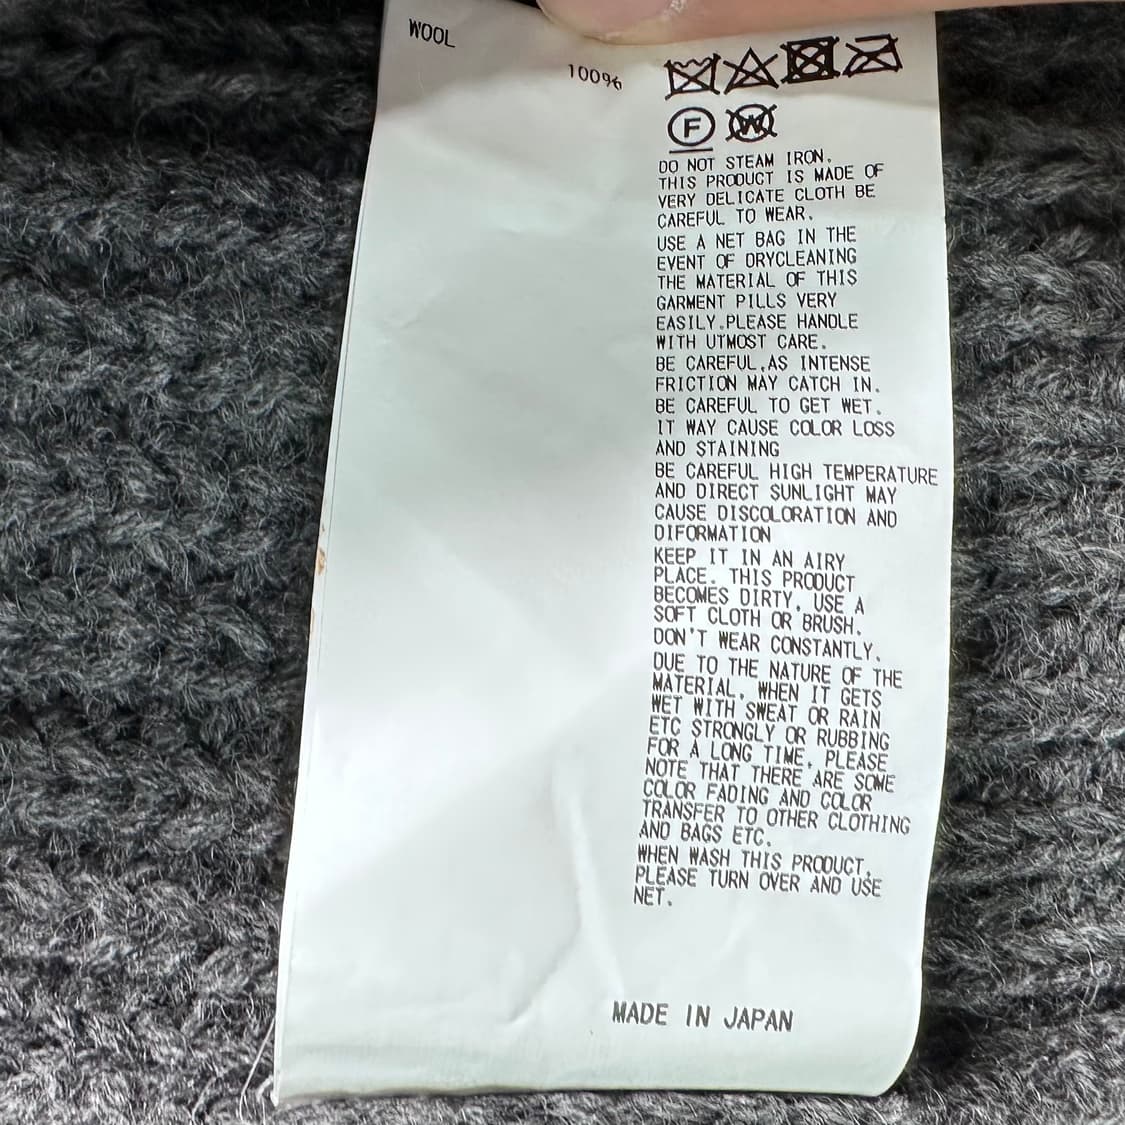 WOOL
100%
F W
DO NOT STEAM IRON.
THIS PRODUCT IS MADE OF
VERY DELICATE CLOTH BE
CAREFUL TO WEAR.
USE A NET BAG IN THE
EVENT OF DRYCLEANING
THE MATERIAL OF THIS
GARMENT PILLS VERY
EASILY.PLEASE HANDLE
WITH UTMOST CARE.
BE CAREFUL,AS INTENSE
FRICTION MAY CATCH IN.
BE CAREFUL TO GET WET.
IT WAY CAUSE COLOR LOSS
AND STAINING
BE CAREFUL HIGH TEMPERATURE
AND DIRECT SUNLIGHT MAY
CAUSE DISCOLORATION AND
DIFORMATION
KEEP IT IN AN AIRY
PLACE. THIS PRODUCT
BECOMES DIRTY, USE A
SOFT CLOTH OR BRUSH.
DON'T WEAR CONSTANTLY.
DUE TO THE NATURE OF THE
MATERIAL, WHEN IT GETS
WET WITH SWEAT OR RAIN
ETC STRONGLY OR RUBBING
FOR A LONG TIME, PLEASE
NOTE THAT THERE ARE SOME
COLOR FADING AND COLOR
TRANSFER TO OTHER CLOTHING
AND BAGS ETC.
WHEN WASH THIS PRODUCT,
PLEASE TURN OVER AND USE
NET.
MADE IN JAPAN